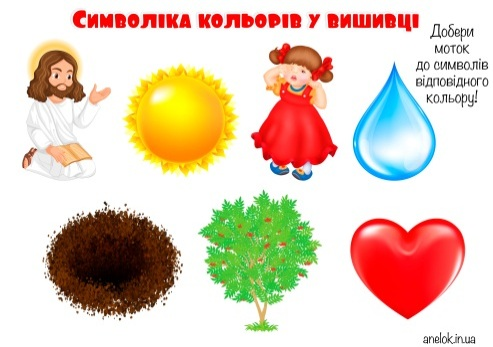 Символіка кольорів у вишивці
Добери
моток
до символів
відповідного
кольору!
anelok.in.ua